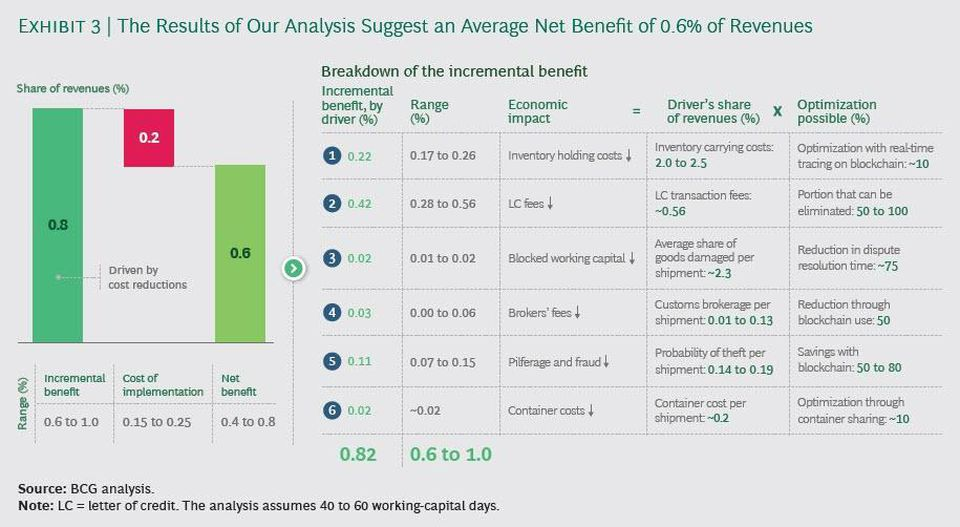 EXHIBIT 3 | The Results of Our Analysis Suggest an Average Net Benefit of 0.6% of Revenues
Share of revenues (%)
0.8
0.2
0.6
Driven by
cost reductions
Range (%)
Incremental
benefit
Cost of
implementation
Net
benefit
0.6 to 1.0
0.15 to 0.25
0.4 to 0.8
Breakdown of the incremental benefit
Incremental
benefit, by
driver (%)
Range
(%)
Economic
impact
=
Driver's share
of revenues (%)
X
Optimization
possible (%)
1 0.22
0.17 to 0.26
Inventory holding costs ↓
Inventory carrying costs:
2.0 to 2.5
Optimization with real-time
tracing on blockchain: ~10
2 0.42
0.28 to 0.56
LC fees ↓
LC transaction fees:
~0.56
Portion that can be
eliminated: 50 to 100
3 0.02
0.01 to 0.02
Blocked working capital ↓
Average share of
goods damaged per
shipment: ~2.3
Reduction in dispute
resolution time: ~75
4 0.03
0.00 to 0.06
Brokers' fees ↓
Customs brokerage per
shipment: 0.01 to 0.13
Reduction through
blockchain use: 50
5 0.11
0.07 to 0.15
Pilferage and fraud ↓
Probability of theft per
shipment: 0.14 to 0.19
Savings with
blockchain: 50 to 80
6 0.02
~0.02
Container costs ↓
Container cost per
shipment: ~0.2
Optimization through
container sharing: ~10
0.82
0.6 to 1.0
Source: BCG analysis.
Note: LC = letter of credit. The analysis assumes 40 to 60 working-capital days.